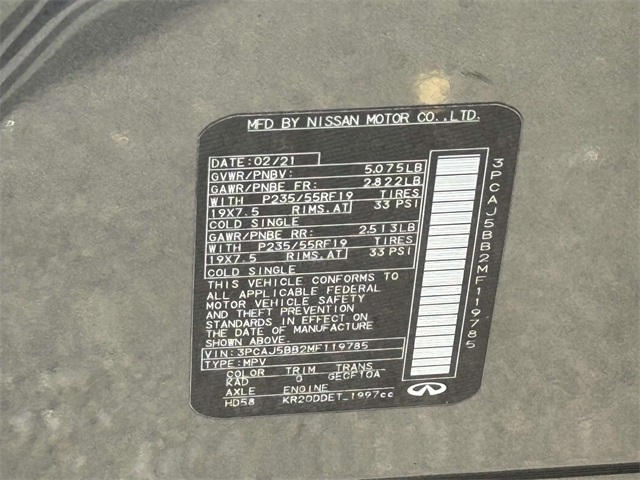 MFD BY NISSAN MOTOR CO.,LTD.
DATE: 02/21
GVWR/PNBV: 5,075LB
GAWR/PNBE FR: 2,822LB
WITH P235/55RF19 TIRES
19X7.5 RIMS.AT 33 PSI
COLD SINGLE
GAWR/PNBE RR: 2,513LB
WITH P235/55RF19 TIRES
19X7.5 RIMS.AT 33 PSI
COLD SINGLE
THIS VEHICLE CONFORMS TO
ALL APPLICABLE FEDERAL
MOTOR VEHICLE SAFETY
AND THEFT PREVENTION
STANDARDS IN EFFECT ON
THE DATE OF MANUFACTURE
SHOWN ABOVE.
VIN: 3PCAJ5BB2MF119785
TYPE: MPV
COLOR TRIM TRANS
KAD G GECF10A
AXLE ENGINE
HD58 KR20DDET 1997cc
3PCAJ5BB2MF119785